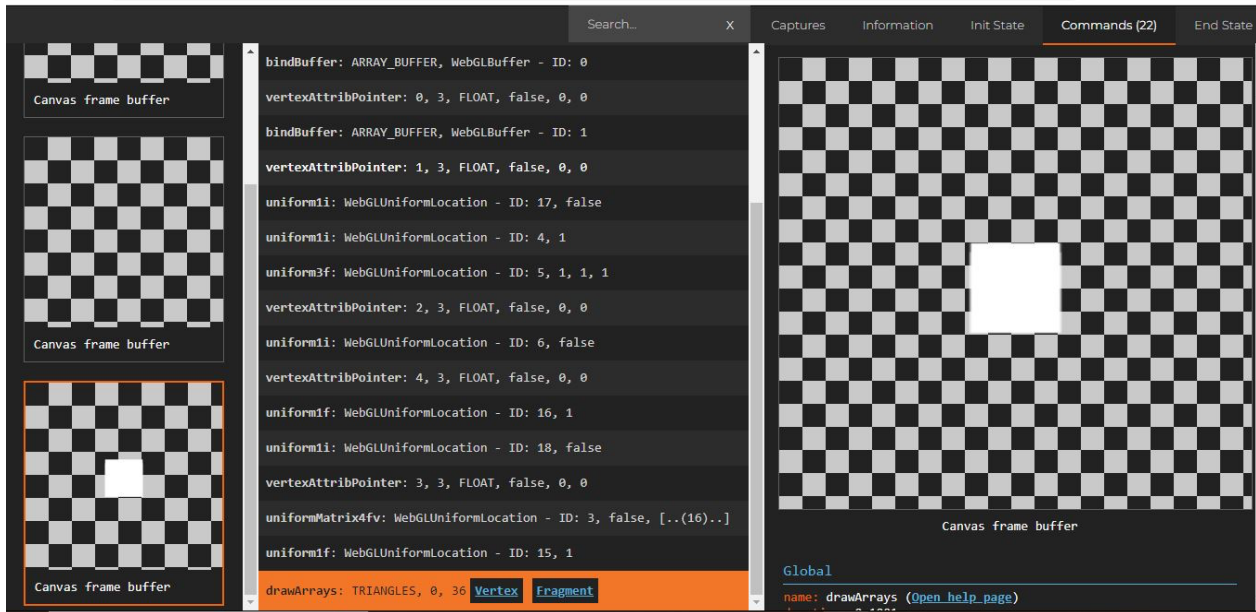 Search...
X
Captures
Information
Init State
Commands (22)
End State
Canvas frame buffer
Canvas frame buffer
Canvas frame buffer
bindBuffer: ARRAY_BUFFER, WebGLBuffer - ID: 0
vertexAttribPointer: 0, 3, FLOAT, false, 0, 0
bindBuffer: ARRAY_BUFFER, WebGLBuffer - ID: 1
vertexAttribPointer: 1, 3, FLOAT, false, 0, 0
uniform1i: WebGLUniformLocation - ID: 17, false
uniform1i: WebGLUniformLocation - ID: 4, 1
uniform3f: WebGLUniformLocation - ID: 5, 1, 1, 1
vertexAttribPointer: 2, 3, FLOAT, false, 0, 0
uniform1i: WebGLUniformLocation - ID: 6, false
vertexAttribPointer: 4, 3, FLOAT, false, 0, 0
uniform1f: WebGLUniformLocation - ID: 16, 1
uniform1i: WebGLUniformLocation - ID: 18, false
vertexAttribPointer: 3, 3, FLOAT, false, 0, 0
uniformMatrix4fv: WebGLUniformLocation - ID: 3, false, [..(16)..]
uniform1f: WebGLUniformLocation - ID: 15, 1
drawArrays: TRIANGLES, 0, 36 Vertex Fragment
Canvas frame buffer
Global
name: drawArrays (Open help page)